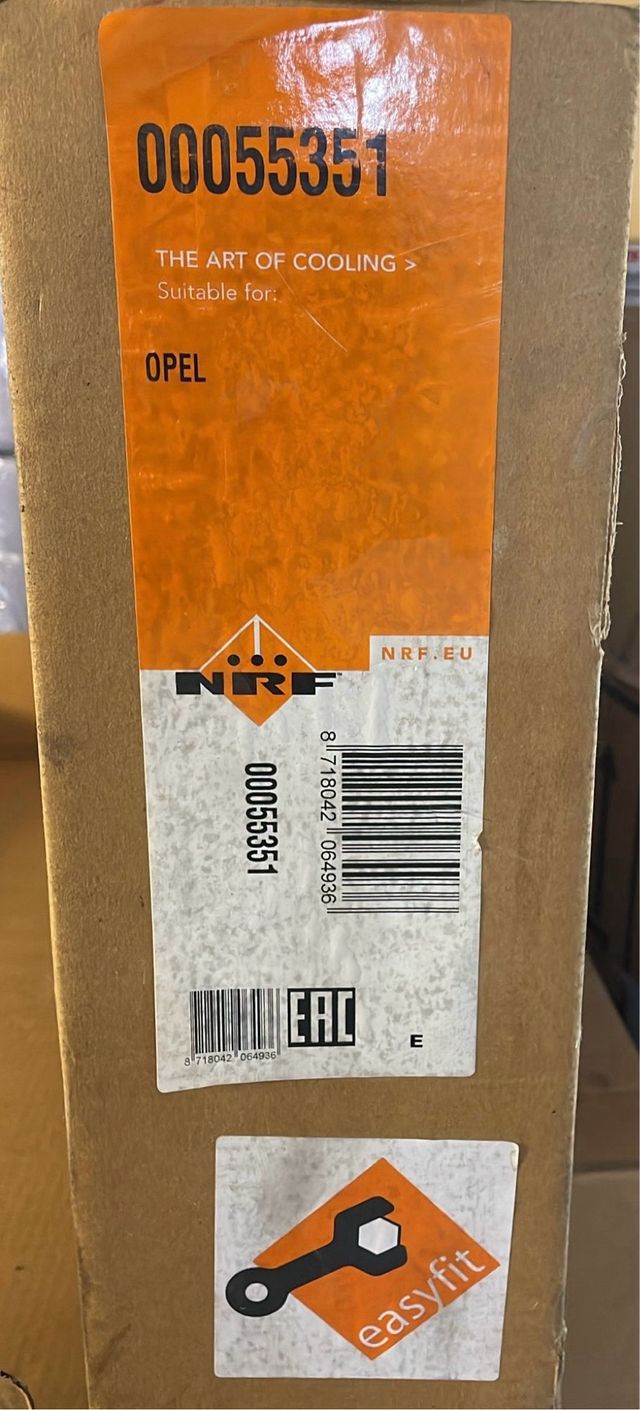 00055351
THE ART OF COOLING >
Suitable for:
OPEL
NRF.EU
NRF™
8 718042 064936
00055351
8 718042 064936
EAC
E
easyfit